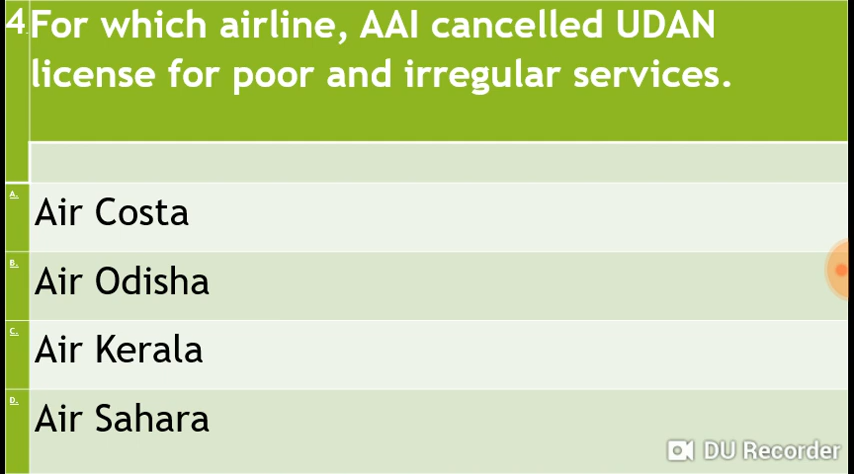 4. For which airline, AAI cancelled UDAN
license for poor and irregular services.
A. Air Costa
B. Air Odisha
C. Air Kerala
D. Air Sahara
DU Recorder